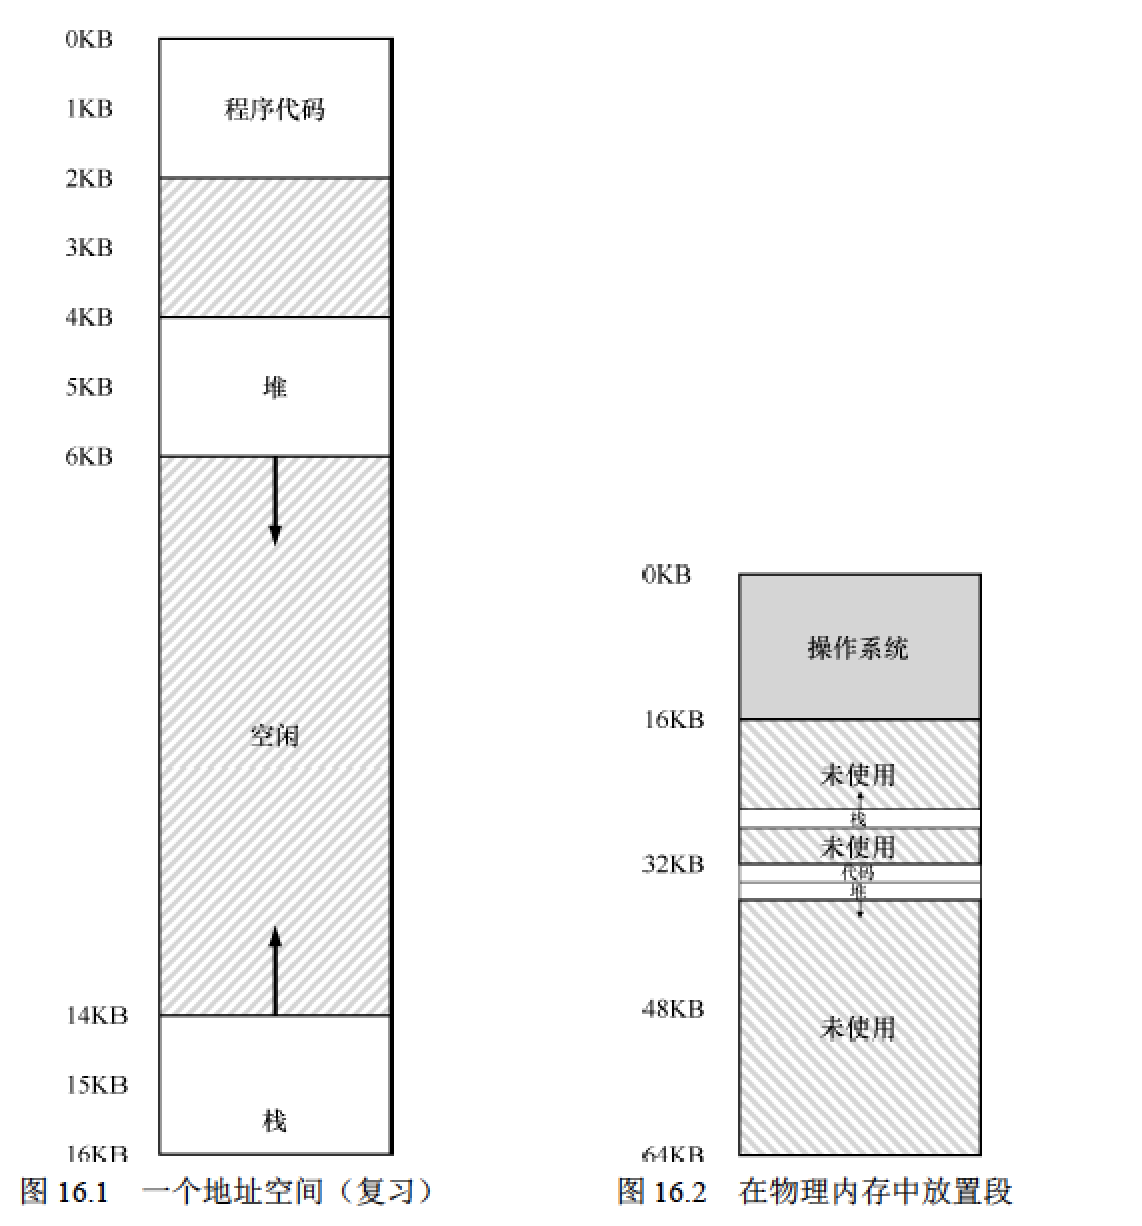 0KB
1KB
程序代码
2KB
3KB
4KB
5KB
堆
6KB
空闲
14KB
15KB
栈
16KB
图 16.1 一个地址空间（复习）
0KB
操作系统
16KB
未使用
栈
未使用
32KB
代码
堆
48KB
未使用
64KB
图 16.2 在物理内存中放置段